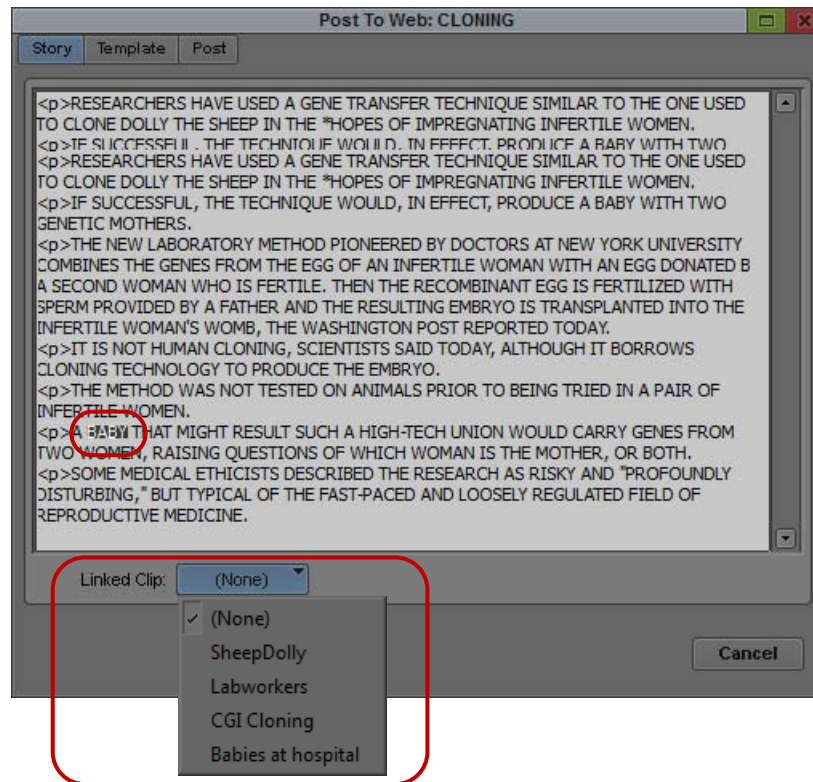 Post To Web: CLONING
Story Template Post
<p>RESEARCHERS HAVE USED A GENE TRANSFER TECHNIQUE SIMILAR TO THE ONE USED
TO CLONE DOLLY THE SHEEP IN THE *HOPES OF IMPREGNATING INFERTILE WOMEN.
<p>IF SUCCESSFUL, THE TECHNIQUE WOULD, IN EFFECT, PRODUCE A BABY WITH TWO
<p>RESEARCHERS HAVE USED A GENE TRANSFER TECHNIQUE SIMILAR TO THE ONE USED
TO CLONE DOLLY THE SHEEP IN THE *HOPES OF IMPREGNATING INFERTILE WOMEN.
<p>IF SUCCESSFUL, THE TECHNIQUE WOULD, IN EFFECT, PRODUCE A BABY WITH TWO
GENETIC MOTHERS.
<p>THE NEW LABORATORY METHOD PIONEERED BY DOCTORS AT NEW YORK UNIVERSITY
COMBINES THE GENES FROM THE EGG OF AN INFERTILE WOMAN WITH AN EGG DONATED B
A SECOND WOMAN WHO IS FERTILE. THEN THE RECOMBINANT EGG IS FERTILIZED WITH
SPERM PROVIDED BY A FATHER AND THE RESULTING EMBRYO IS TRANSPLANTED INTO THE
INFERTILE WOMAN'S WOMB, THE WASHINGTON POST REPORTED TODAY.
<p>IT IS NOT HUMAN CLONING, SCIENTISTS SAID TODAY, ALTHOUGH IT BORROWS
CLONING TECHNOLOGY TO PRODUCE THE EMBRYO.
<p>THE METHOD WAS NOT TESTED ON ANIMALS PRIOR TO BEING TRIED IN A PAIR OF
INFERTILE WOMEN.
<p>A BABY THAT MIGHT RESULT SUCH A HIGH-TECH UNION WOULD CARRY GENES FROM
TWO WOMEN, RAISING QUESTIONS OF WHICH WOMAN IS THE MOTHER, OR BOTH.
<p>SOME MEDICAL ETHICISTS DESCRIBED THE RESEARCH AS RISKY AND "PROFOUNDLY
DISTURBING," BUT TYPICAL OF THE FAST-PACED AND LOOSELY REGULATED FIELD OF
REPRODUCTIVE MEDICINE.
Linked Clip: (None)
(None)
SheepDolly
Cancel
Labworkers
CGI Cloning
Babies at hospital